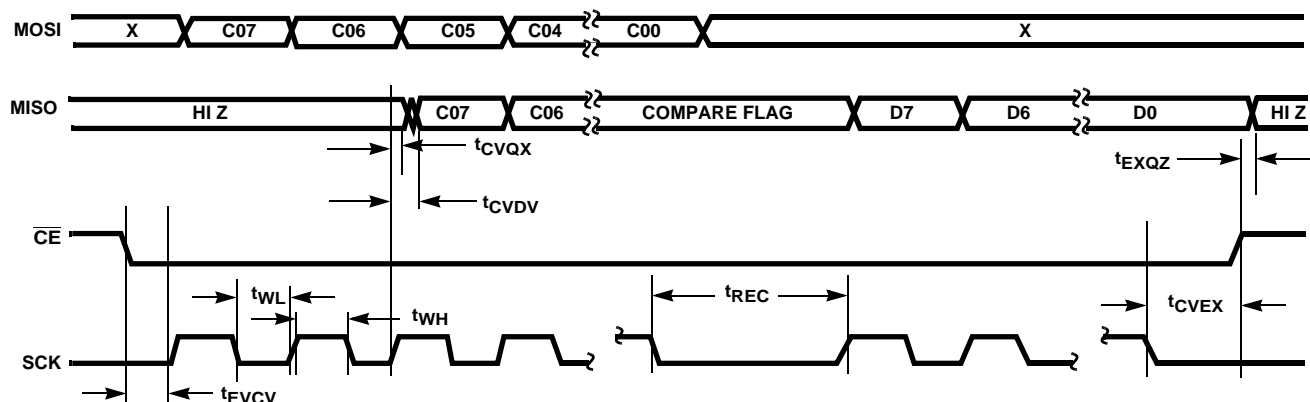 MOSI X C07 C06 C05 C04 C00 X
MISO HI Z C07 C06 COMPARE FLAG D7 D6 D0 HI Z
tCVQX
tEXQZ
tCVDV
CE
tWL
tREC
tCVEX
tWH
SCK
tEVCV